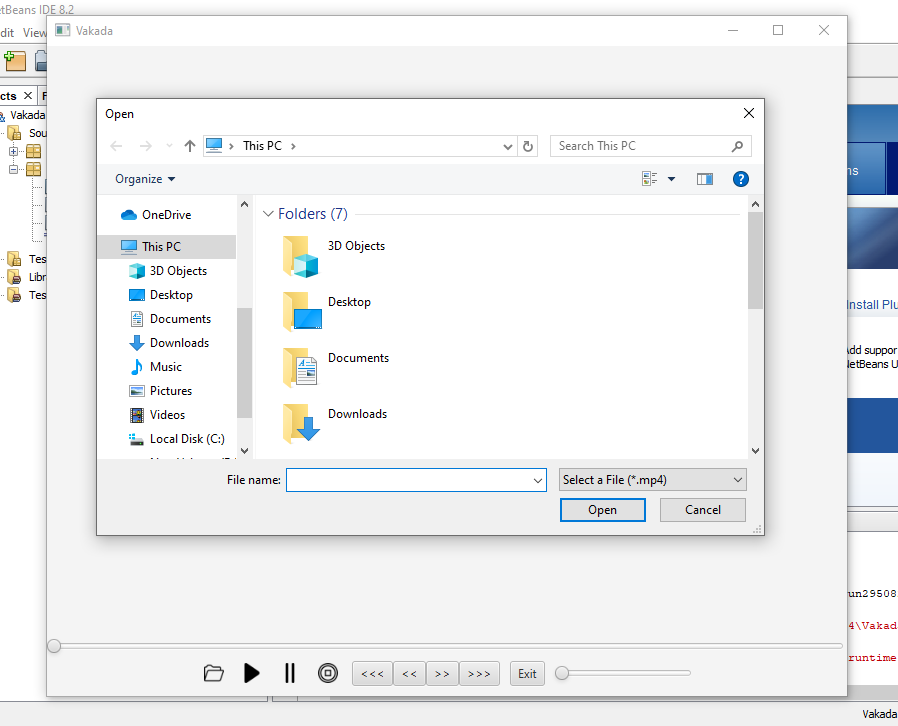 etBeans IDE 8.2
dit View
Vakada
cts
Vakada
Sou
Tes
Libr
Tes
Open
This PC
Search This PC
Organize
OneDrive
This PC
3D Objects
Desktop
Documents
Downloads
Music
Pictures
Videos
Local Disk (C:)
Folders (7)
3D Objects
Desktop
Documents
Downloads
File name:
Select a File (*.mp4)
Open
Cancel
ns
Install Plu
Add suppor
NetBeans U
un29508
4\Vakad
runtime
<<<
<<
>>
>>>
Exit
Vakada